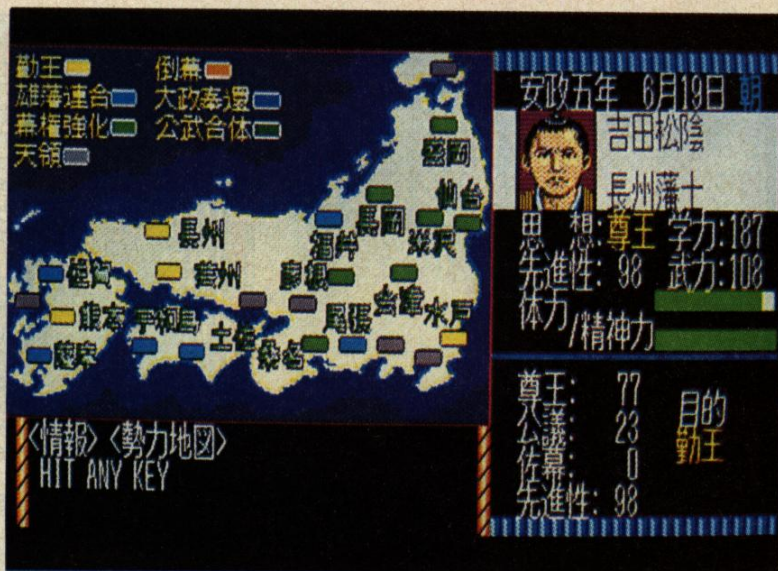 勤王 倒幕
雄藩連合 大政奉還
幕権強化 公武合体
天領
盛岡
仙台
長岡 米沢
福井
長州
芸州 彦根 会津
佐賀 尾張 水戸
熊本 宇和島 土佐 桑名
薩摩
〈情報〉〈勢力地図〉
HIT ANY KEY
安政五年 6月19日 朝
吉田松陰
長州藩士
思 想:尊王 学力:187
先進性: 98 武力:108
体力/精神力
尊王: 77
公議: 23
佐幕: 0
先進性: 98
目的
勤王